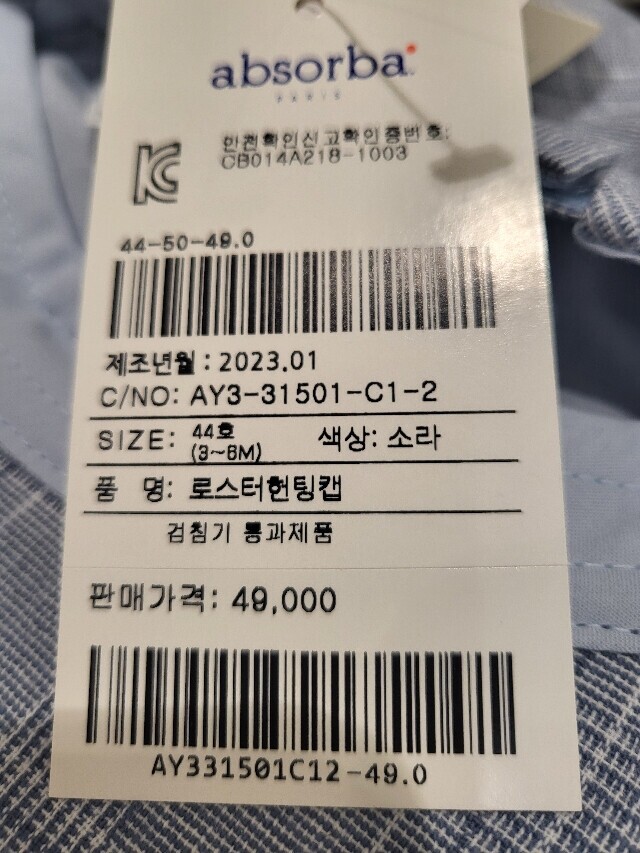 absorba
PARIS
안전확인신고확인증번호:
CB014A218-1003
44-50-49.0
제조년월 : 2023.01
C/NO: AY3-31501-C1-2
SIZE: 44호 색상: 소라
(3~6M)
품 명: 로스터헌팅캡
검침기 통과제품
판매가격: 49,000
AY331501C12-49.0